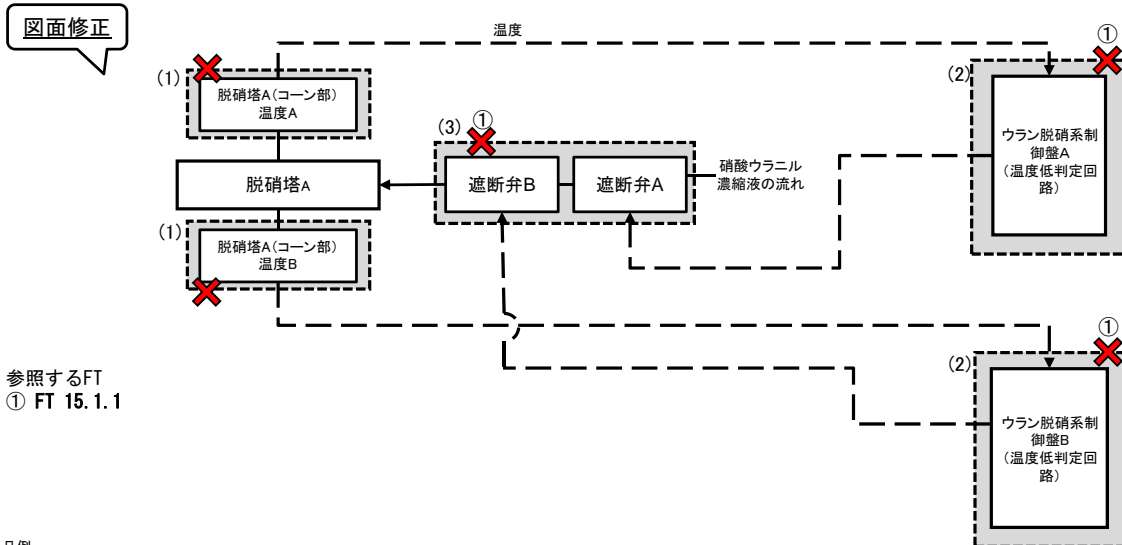 図面修正
温度
①
(1)
(2)
脱硝塔A(コーン部)
温度A
(3)
①
ウラン脱硝系制
御盤A
(温度低判定回
路)
脱硝塔A
遮断弁B
遮断弁A
硝酸ウラニル
濃縮液の流れ
(1)
脱硝塔A(コーン部)
温度B
①
(2)
参照するFT
① FT 15.1.1
ウラン脱硝系制
御盤B
(温度低判定回
路)